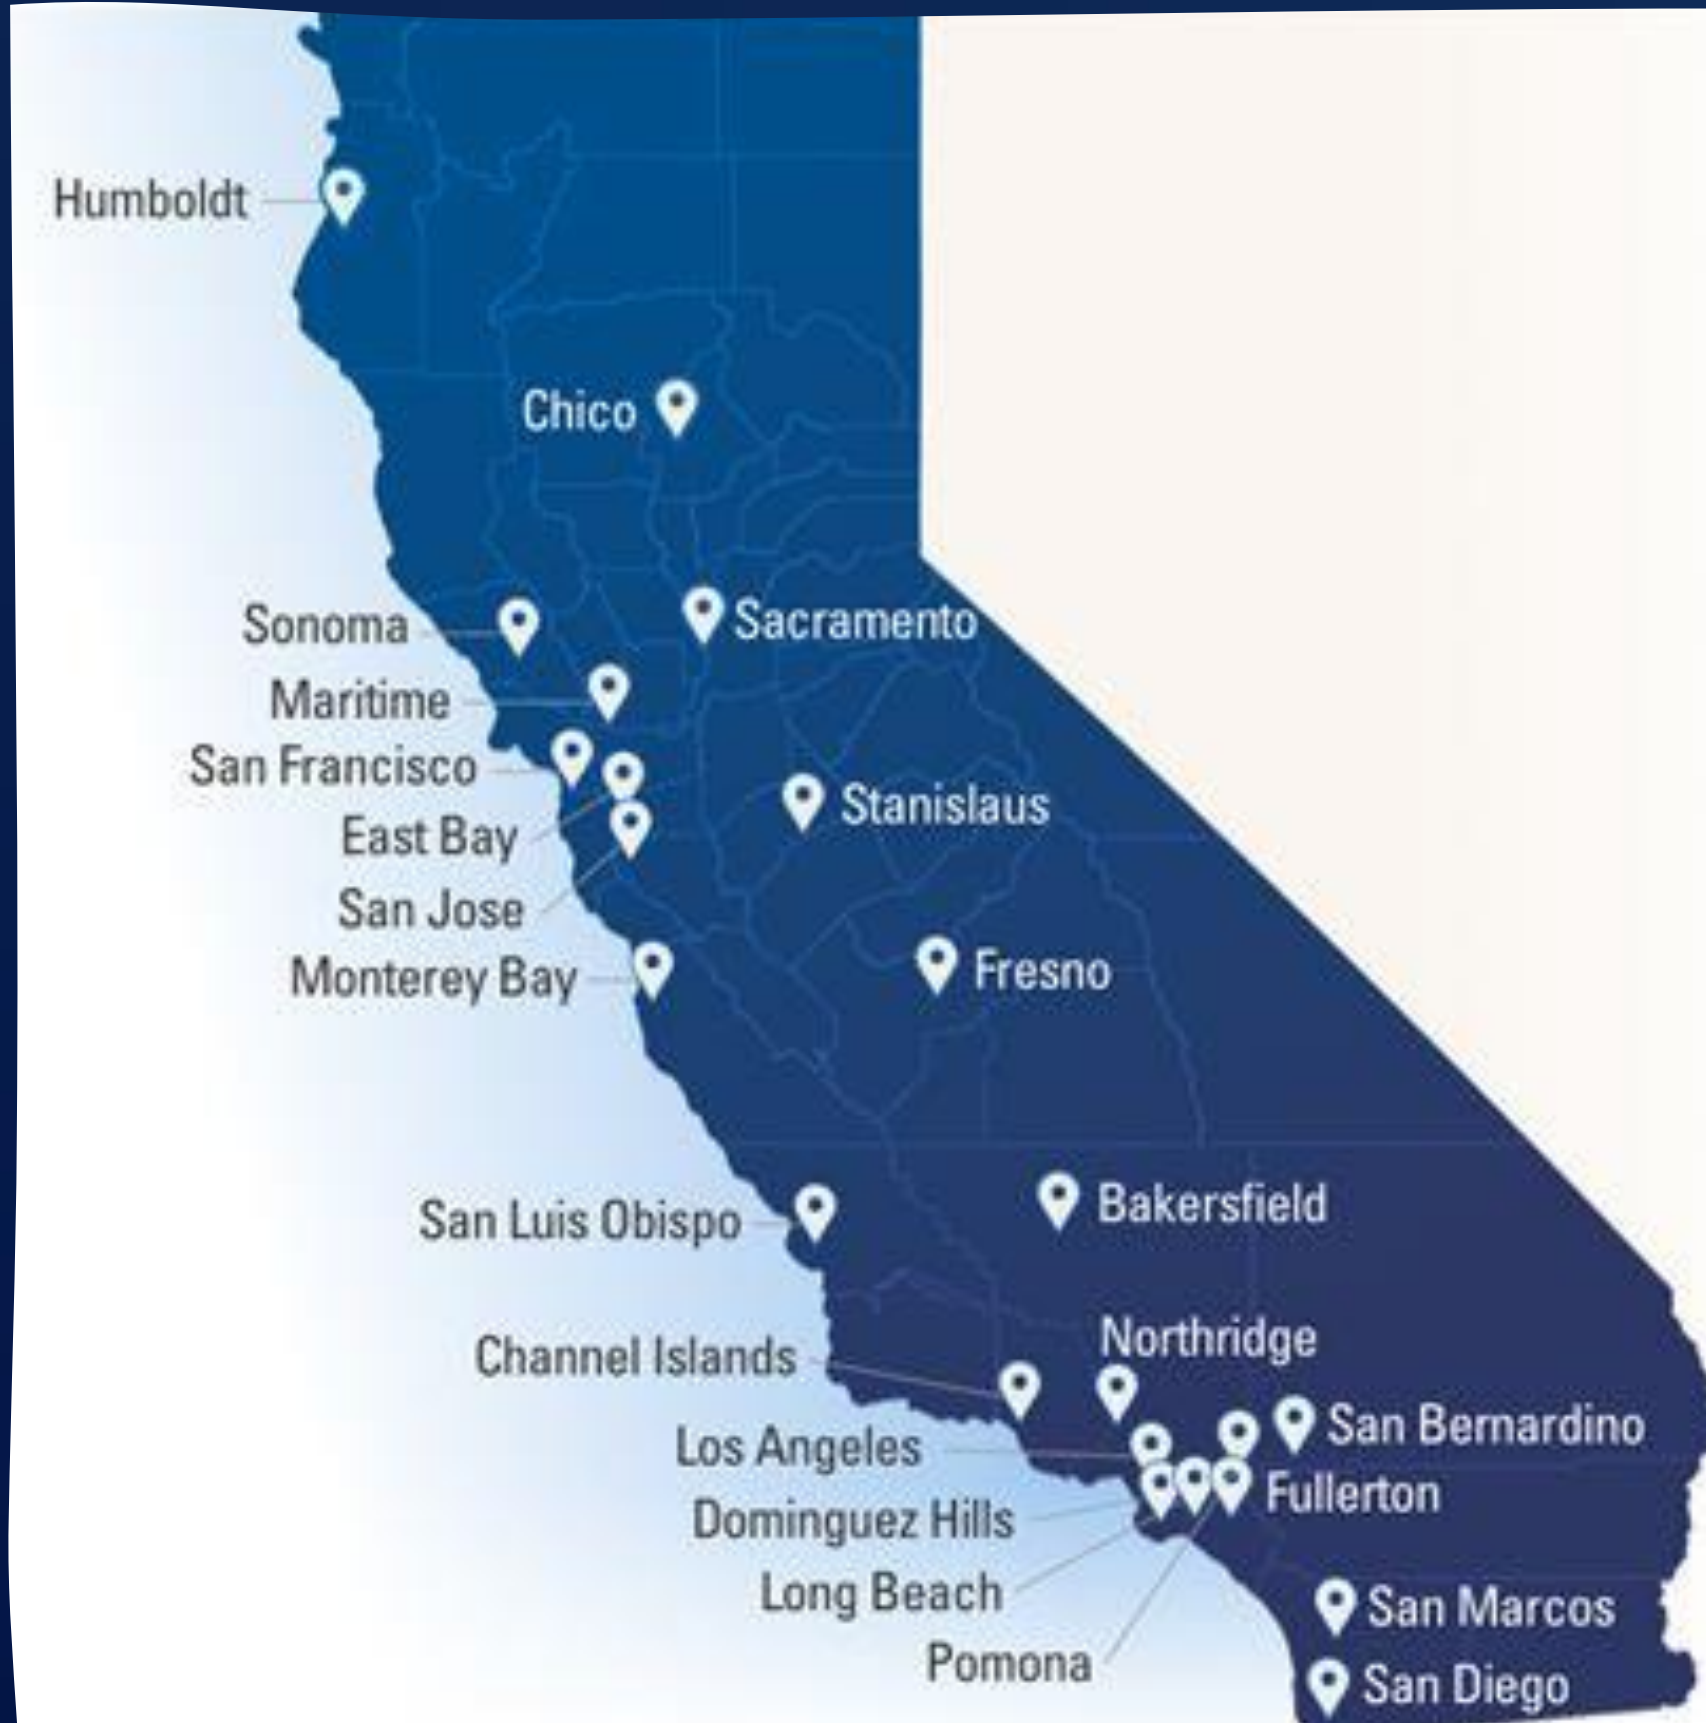 Humboldt
Chico
Sonoma
Sacramento
Maritime
San Francisco
East Bay
Stanislaus
San Jose
Monterey Bay
Fresno
San Luis Obispo
Bakersfield
Northridge
Channel Islands
San Bernardino
Los Angeles
Fullerton
Dominguez Hills
Long Beach
San Marcos
Pomona
San Diego